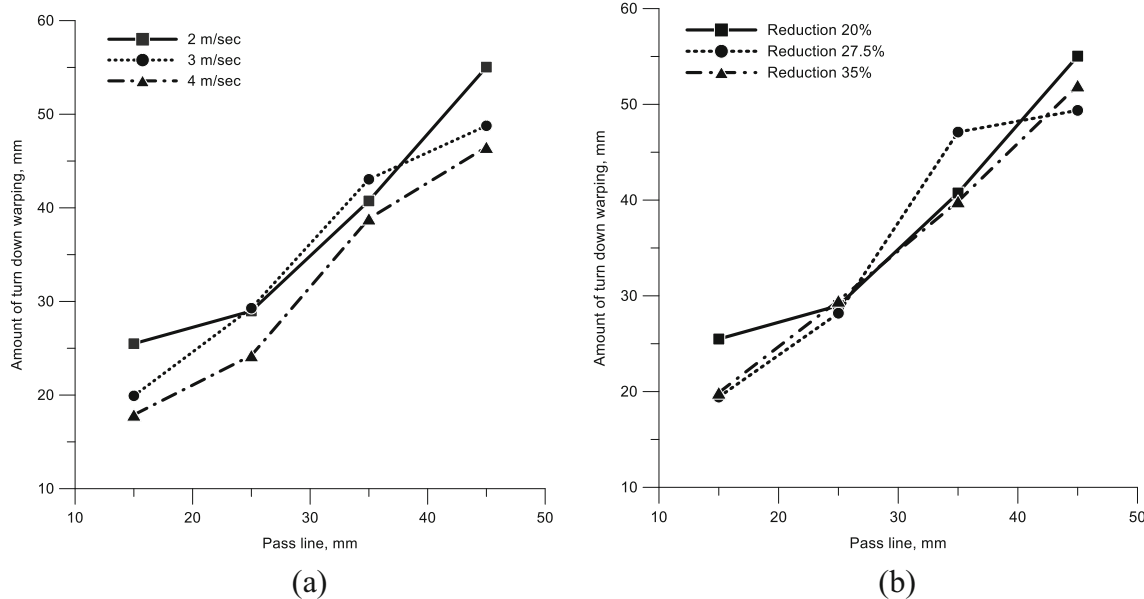 60
50
40
30
20
10
Amount of turn down warping, mm
2 m/sec
3 m/sec
4 m/sec
10 20 30 40 50
Pass line, mm
(a)
60
50
40
30
20
10
Amount of turn down warping, mm
Reduction 20%
Reduction 27.5%
Reduction 35%
10 20 30 40 50
Pass line, mm
(b)